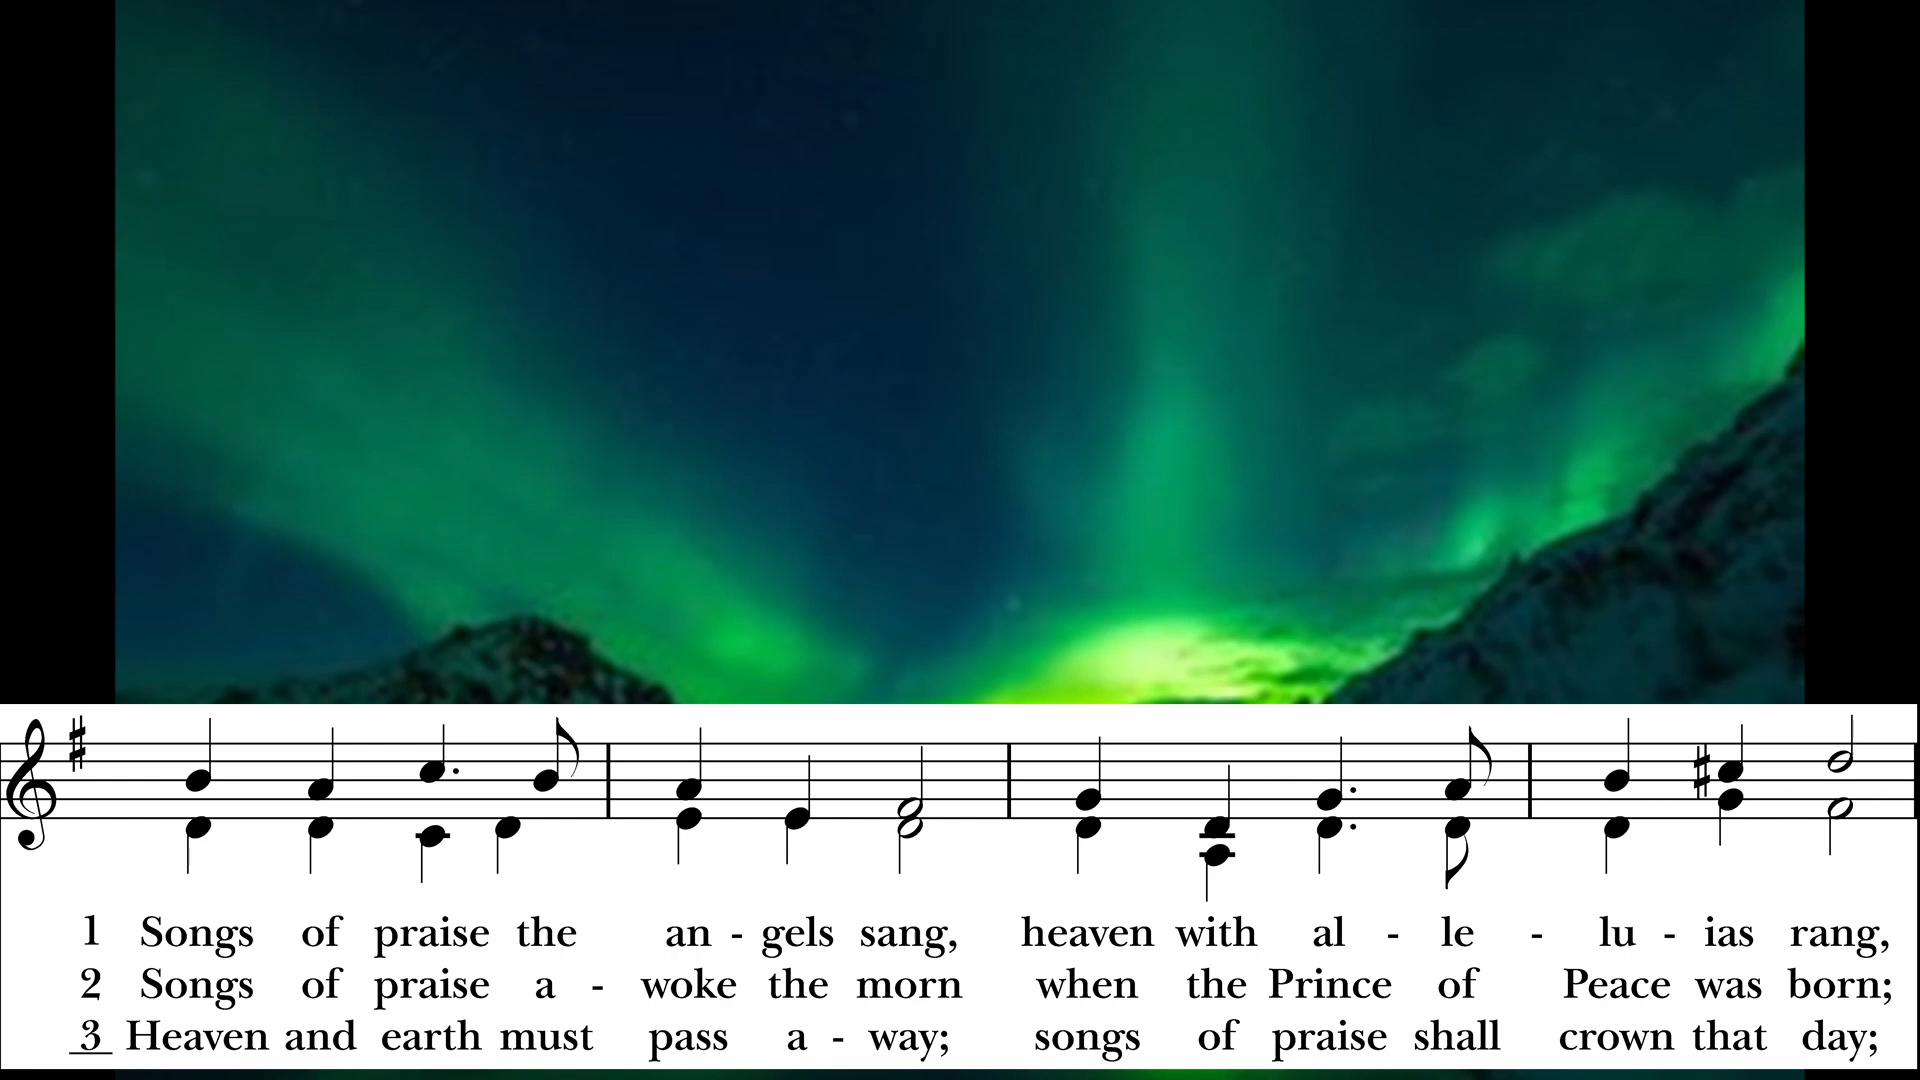 1 Songs of praise the an - gels sang, heaven with al - le - lu - ias rang,
2 Songs of praise a - woke the morn when the Prince of Peace was born;
3 Heaven and earth must pass a - way; songs of praise shall crown that day;